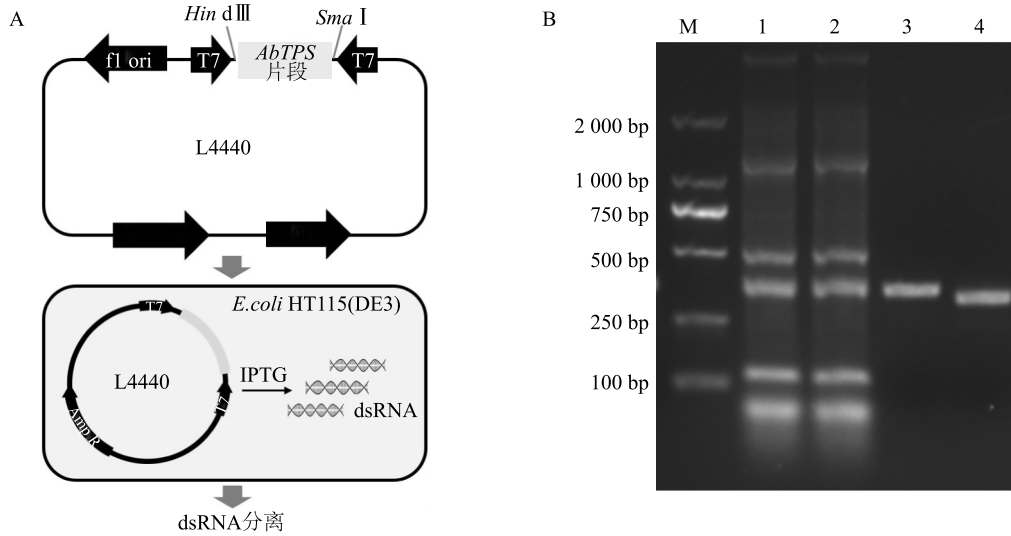 A
Hin dⅢ
Sma Ⅰ
f1 ori
T7
AbTPS
片段
T7
L4440
E.coli HT115(DE3)
T7
L4440
IPTG
dsRNA
T7
Amp R
dsRNA分离
B
M 1 2 3 4
2 000 bp
1 000 bp
750 bp
500 bp
250 bp
100 bp